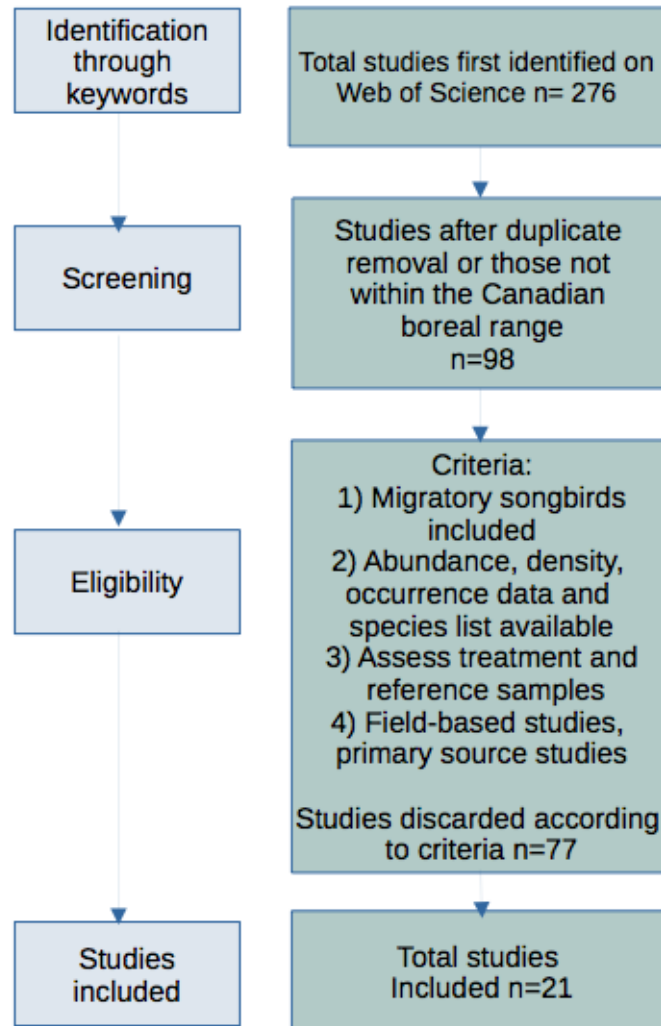 Identification
through
keywords
Total studies first identified on
Web of Science n= 276
Screening
Studies after duplicate
removal or those not
within the Canadian
boreal range
n=98
Eligibility
Criteria:
1) Migratory songbirds
included
2) Abundance, density,
occurrence data and
species list available
3) Assess treatment and
reference samples
4) Field-based studies,
primary source studies
Studies discarded according
to criteria n=77
Studies
included
Total studies
Included n=21